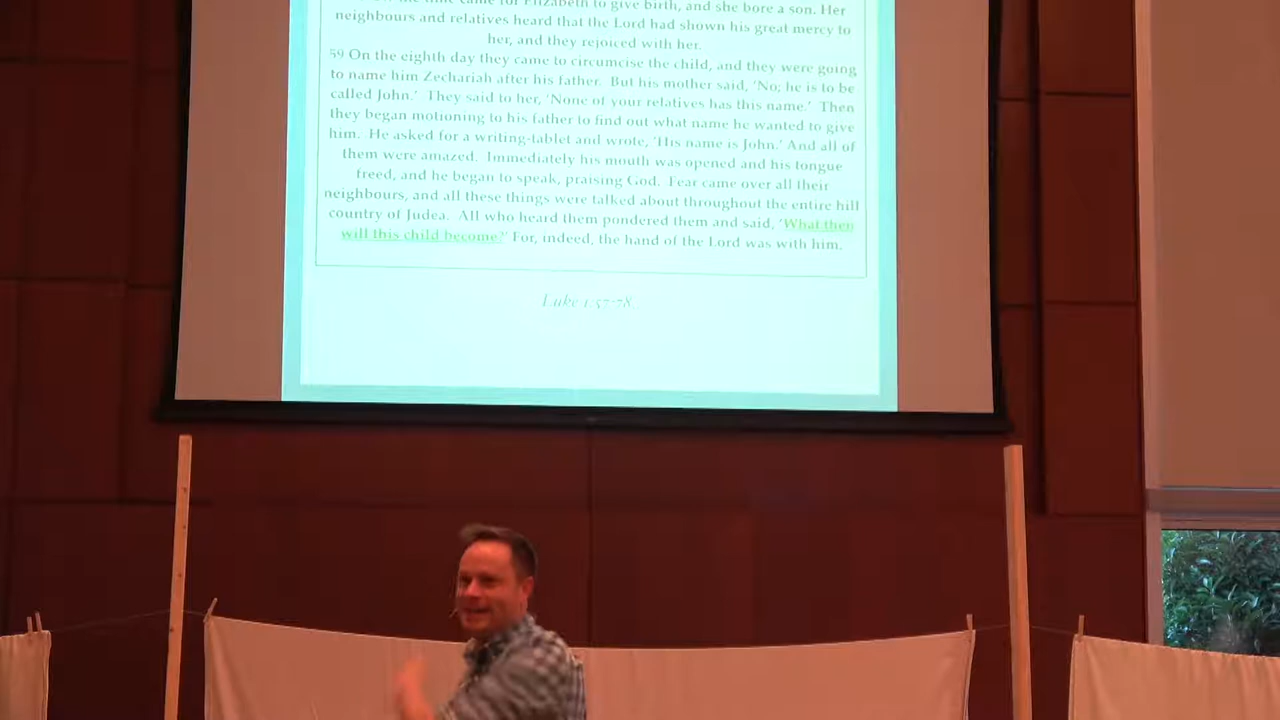 the time came for Elizabeth to give birth, and she bore a son. Her
neighbours and relatives heard that the Lord had shown his great mercy to
her, and they rejoiced with her.
59 On the eighth day they came to circumcise the child, and they were going
to name him Zechariah after his father. But his mother said, 'No; he is to be
called John.' They said to her, 'None of your relatives has this name.' Then
they began motioning to his father to find out what name he wanted to give
him. He asked for a writing-tablet and wrote, 'His name is John.' And all of
them were amazed. Immediately his mouth was opened and his tongue
freed, and he began to speak, praising God. Fear came over all their
neighbours, and all these things were talked about throughout the entire hill
country of Judea. All who heard them pondered them and said, 'What then
will this child become?' For, indeed, the hand of the Lord was with him.
Luke 1:57-78.